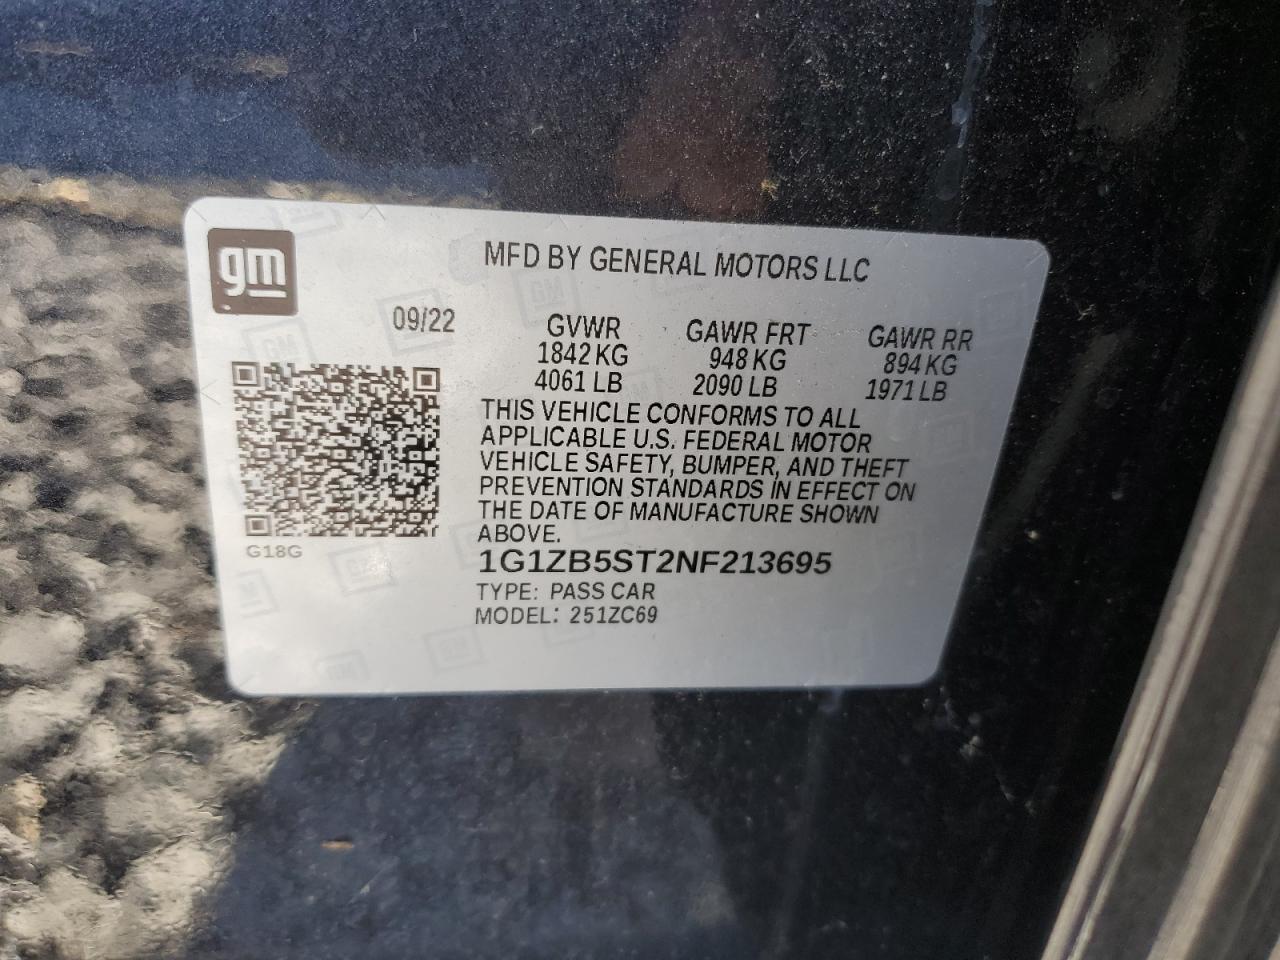 gm
MFD BY GENERAL MOTORS LLC
09/22
GVWR GAWR FRT GAWR RR
1842 KG 948 KG 894 KG
4061 LB 2090 LB 1971 LB
THIS VEHICLE CONFORMS TO ALL
APPLICABLE U.S. FEDERAL MOTOR
VEHICLE SAFETY, BUMPER, AND THEFT
PREVENTION STANDARDS IN EFFECT ON
THE DATE OF MANUFACTURE SHOWN
ABOVE.
G18G
1G1ZB5ST2NF213695
TYPE: PASS CAR
MODEL: 251ZC69